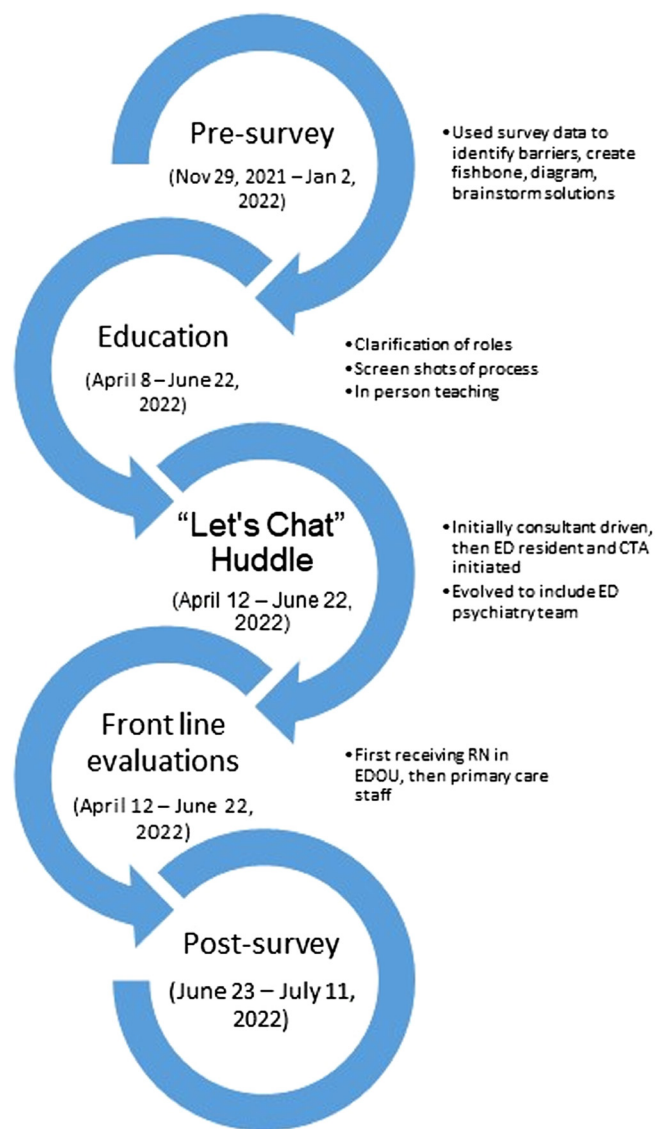 Pre-survey
(Nov 29, 2021 – Jan 2,
2022)
•Used survey data to
identify barriers, create
fishbone, diagram,
brainstorm solutions
Education
(April 8 – June 22,
2022)
•Clarification of roles
•Screen shots of process
•In person teaching
“Let's Chat”
Huddle
(April 12 – June 22,
2022)
•Initially consultant driven,
then ED resident and CTA
initiated
•Evolved to include ED
psychiatry team
Front line
evaluations
(April 12 – June 22,
2022)
•First receiving RN in
EDOU, then primary care
staff
Post-survey
(June 23 – July 11,
2022)